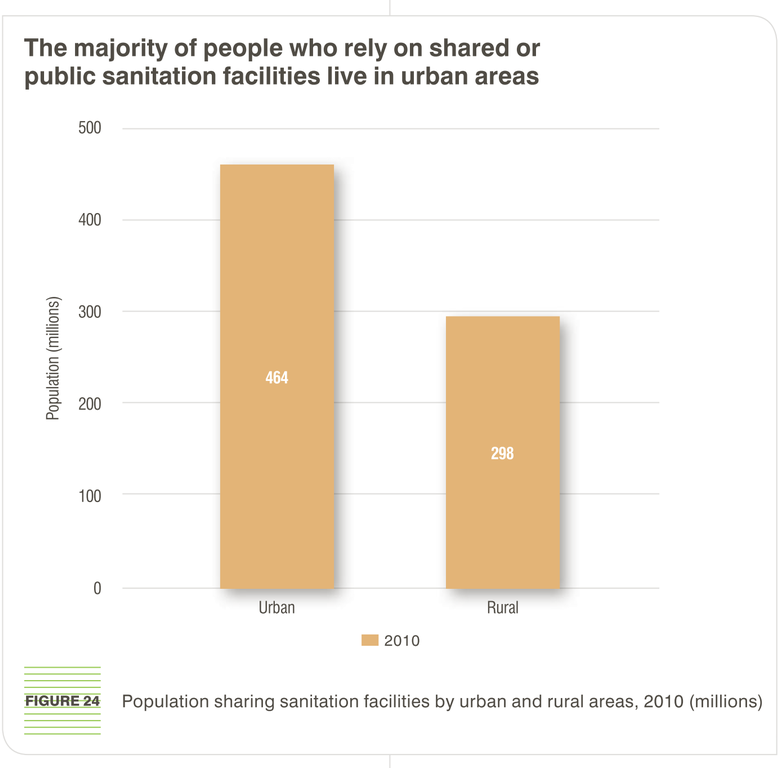 The majority of people who rely on shared or
public sanitation facilities live in urban areas
500
400
300
200
100
0
Population (millions)
464
298
Urban
Rural
2010
FIGURE 24
Population sharing sanitation facilities by urban and rural areas, 2010 (millions)